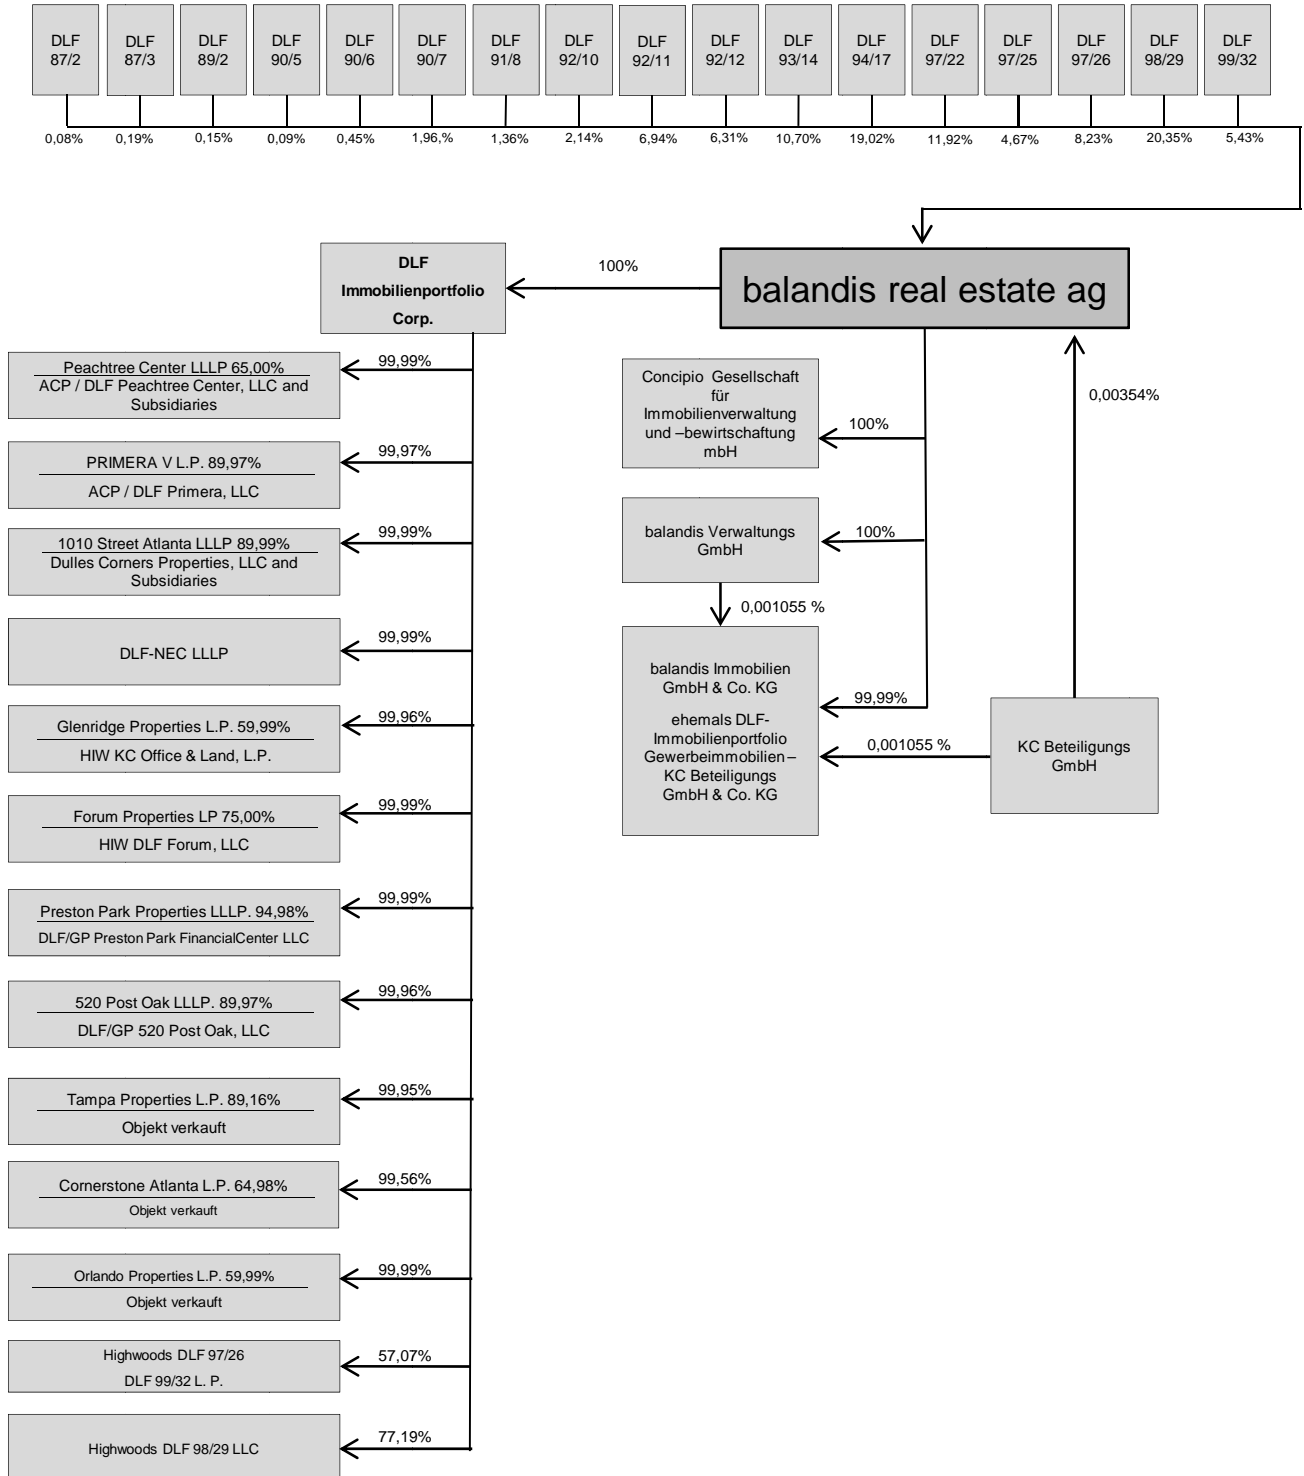 DLF
87/2
DLF
87/3
DLF
89/2
DLF
90/5
DLF
90/6
DLF
90/7
DLF
91/8
DLF
92/10
DLF
92/11
DLF
92/12
DLF
93/14
DLF
94/17
DLF
97/22
DLF
97/25
DLF
97/26
DLF
98/29
DLF
99/32
0,08%
0,19%
0,15%
0,09%
0,45%
1,96,%
1,36%
2,14%
6,94%
6,31%
10,70%
19,02%
11,92%
4,67%
8,23%
20,35%
5,43%
DLF
Immobilienportfolio
Corp.
100%
balandis real estate ag
Peachtree Center LLLP 65,00%
ACP / DLF Peachtree Center, LLC and
Subsidiaries
99,99%
PRIMERA V L.P. 89,97%
ACP / DLF Primera, LLC
99,97%
1010 Street Atlanta LLLP 89,99%
Dulles Corners Properties, LLC and
Subsidiaries
99,99%
DLF-NEC LLLP
99,99%
Glenridge Properties L.P. 59,99%
HIW KC Office & Land, L.P.
99,96%
Forum Properties LP 75,00%
HIW DLF Forum, LLC
99,99%
Preston Park Properties LLLP. 94,98%
DLF/GP Preston Park FinancialCenter LLC
99,99%
520 Post Oak LLLP. 89,97%
DLF/GP 520 Post Oak, LLC
99,96%
Tampa Properties L.P. 89,16%
Objekt verkauft
99,95%
Cornerstone Atlanta L.P. 64,98%
Objekt verkauft
99,56%
Orlando Properties L.P. 59,99%
Objekt verkauft
99,99%
Highwoods DLF 97/26
DLF 99/32 L. P.
57,07%
Highwoods DLF 98/29 LLC
77,19%
Concipio Gesellschaft
für
Immobilienverwaltung
und –bewirtschaftung
mbH
100%
balandis Verwaltungs
GmbH
100%
0,001055 %
balandis Immobilien
GmbH & Co. KG
ehemals DLF-
Immobilienportfolio
Gewerbeimmobilien–
KC Beteiligungs
GmbH & Co. KG
99,99%
0,001055 %
KC Beteiligungs
GmbH
0,00354%